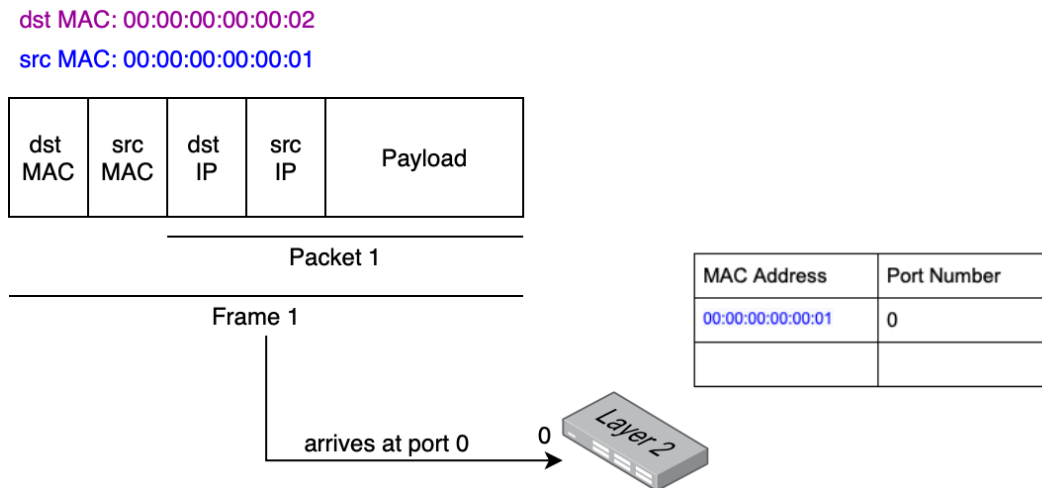 dst MAC: 00:00:00:00:00:02
src MAC: 00:00:00:00:00:01
dst MAC
src MAC
dst IP
src IP
Payload
Packet 1
Frame 1
MAC Address Port Number
00:00:00:00:00:01 0
arrives at port 0
0
Layer 2